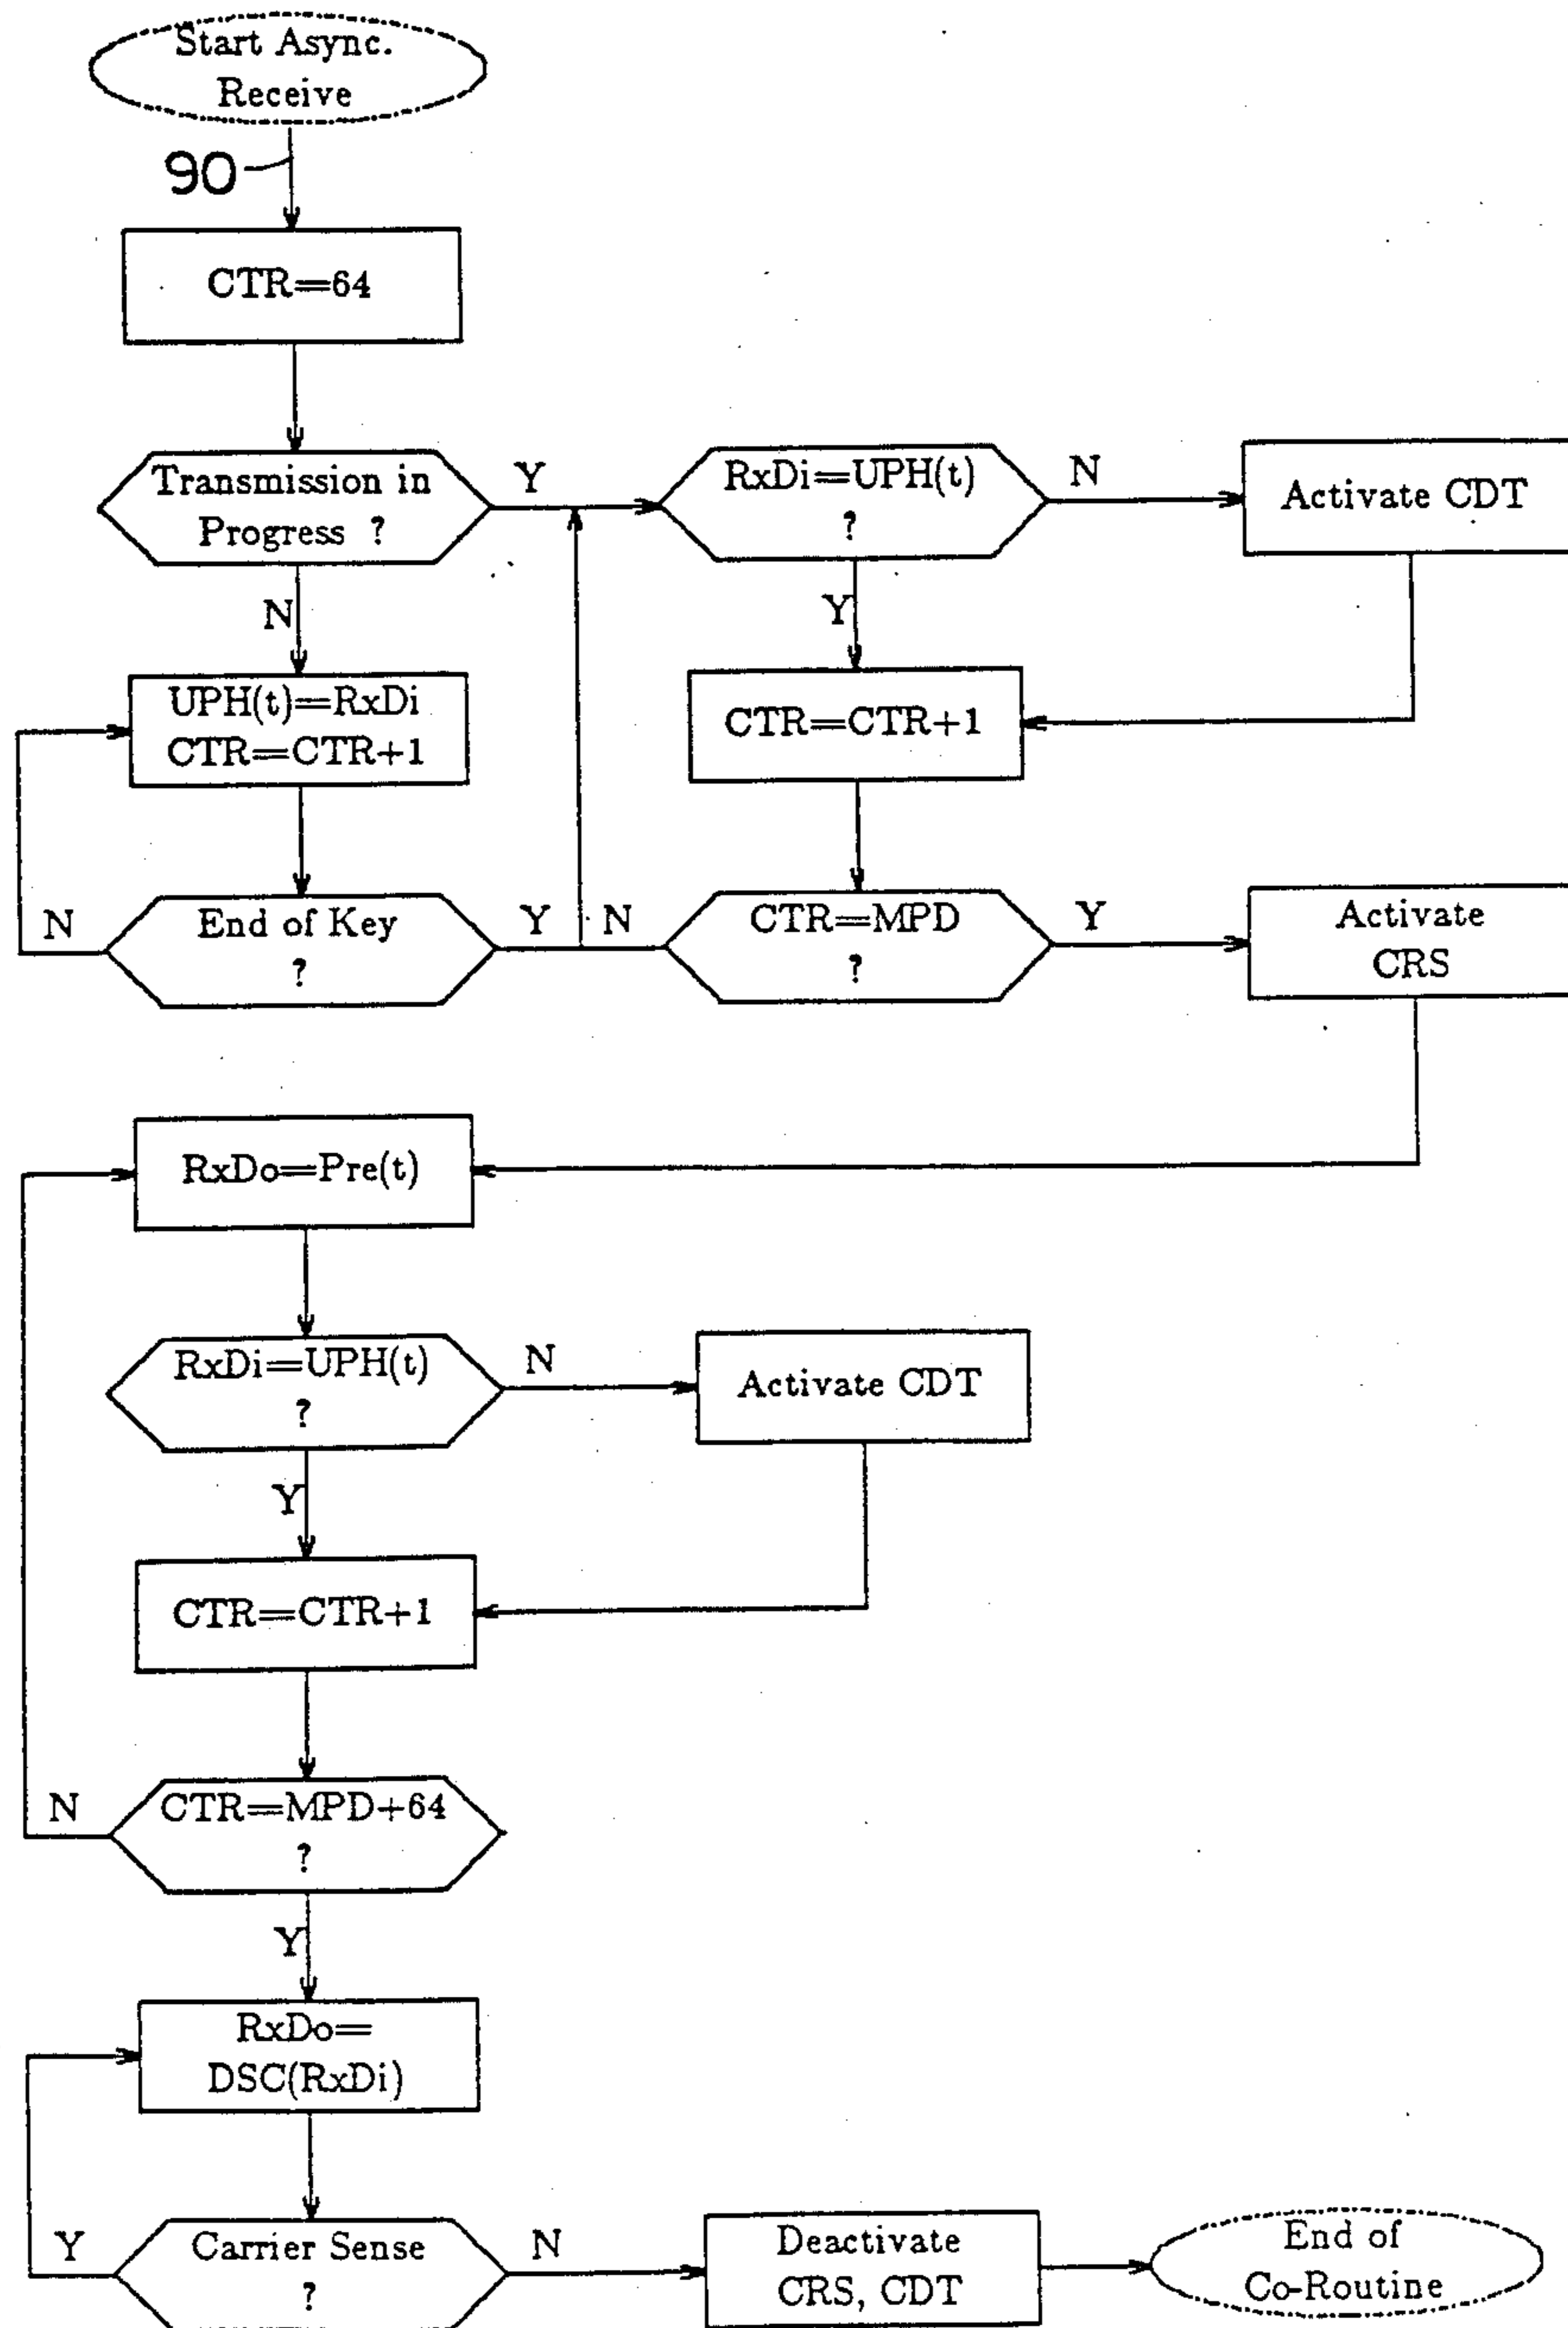 Start Async.
Receive
90
CTR=64
Transmission in
Progress ?
Y
RxDi=UPH(t)
?
N
Activate CDT
N
Y
UPH(t)=RxDi
CTR=CTR+1
CTR=CTR+1
N
End of Key
?
Y
N
CTR=MPD
?
Y
Activate
CRS
RxDo=Pre(t)
RxDi=UPH(t)
?
N
Activate CDT
Y
CTR=CTR+1
N
CTR=MPD+64
?
Y
RxDo=
DSC(RxDi)
Y
Carrier Sense
?
N
Deactivate
CRS, CDT
End of
Co-Routine